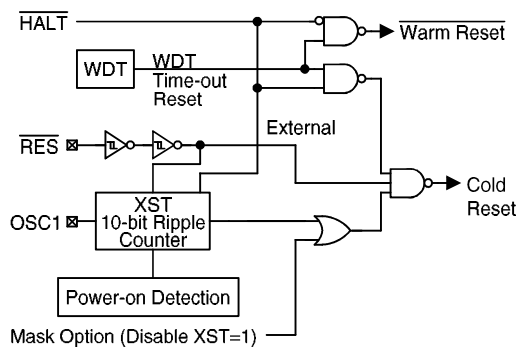 HALT
Warm Reset
WDT
WDT
Time-out
Reset
External
RES
Cold
Reset
XST
10-bit Ripple
Counter
OSC1
Power-on Detection
Mask Option (Disable XST=1)